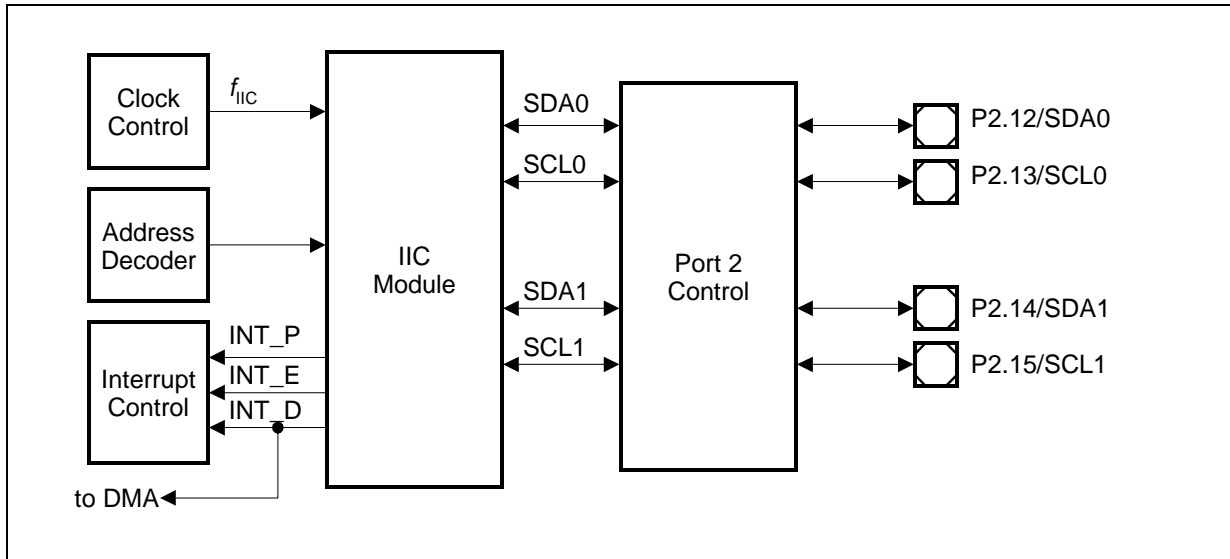 Clock
Control
fIIC
Address
Decoder
Interrupt
Control
INT_P
INT_E
INT_D
to DMA
IIC
Module
SDA0
SCL0
SDA1
SCL1
Port 2
Control
P2.12/SDA0
P2.13/SCL0
P2.14/SDA1
P2.15/SCL1